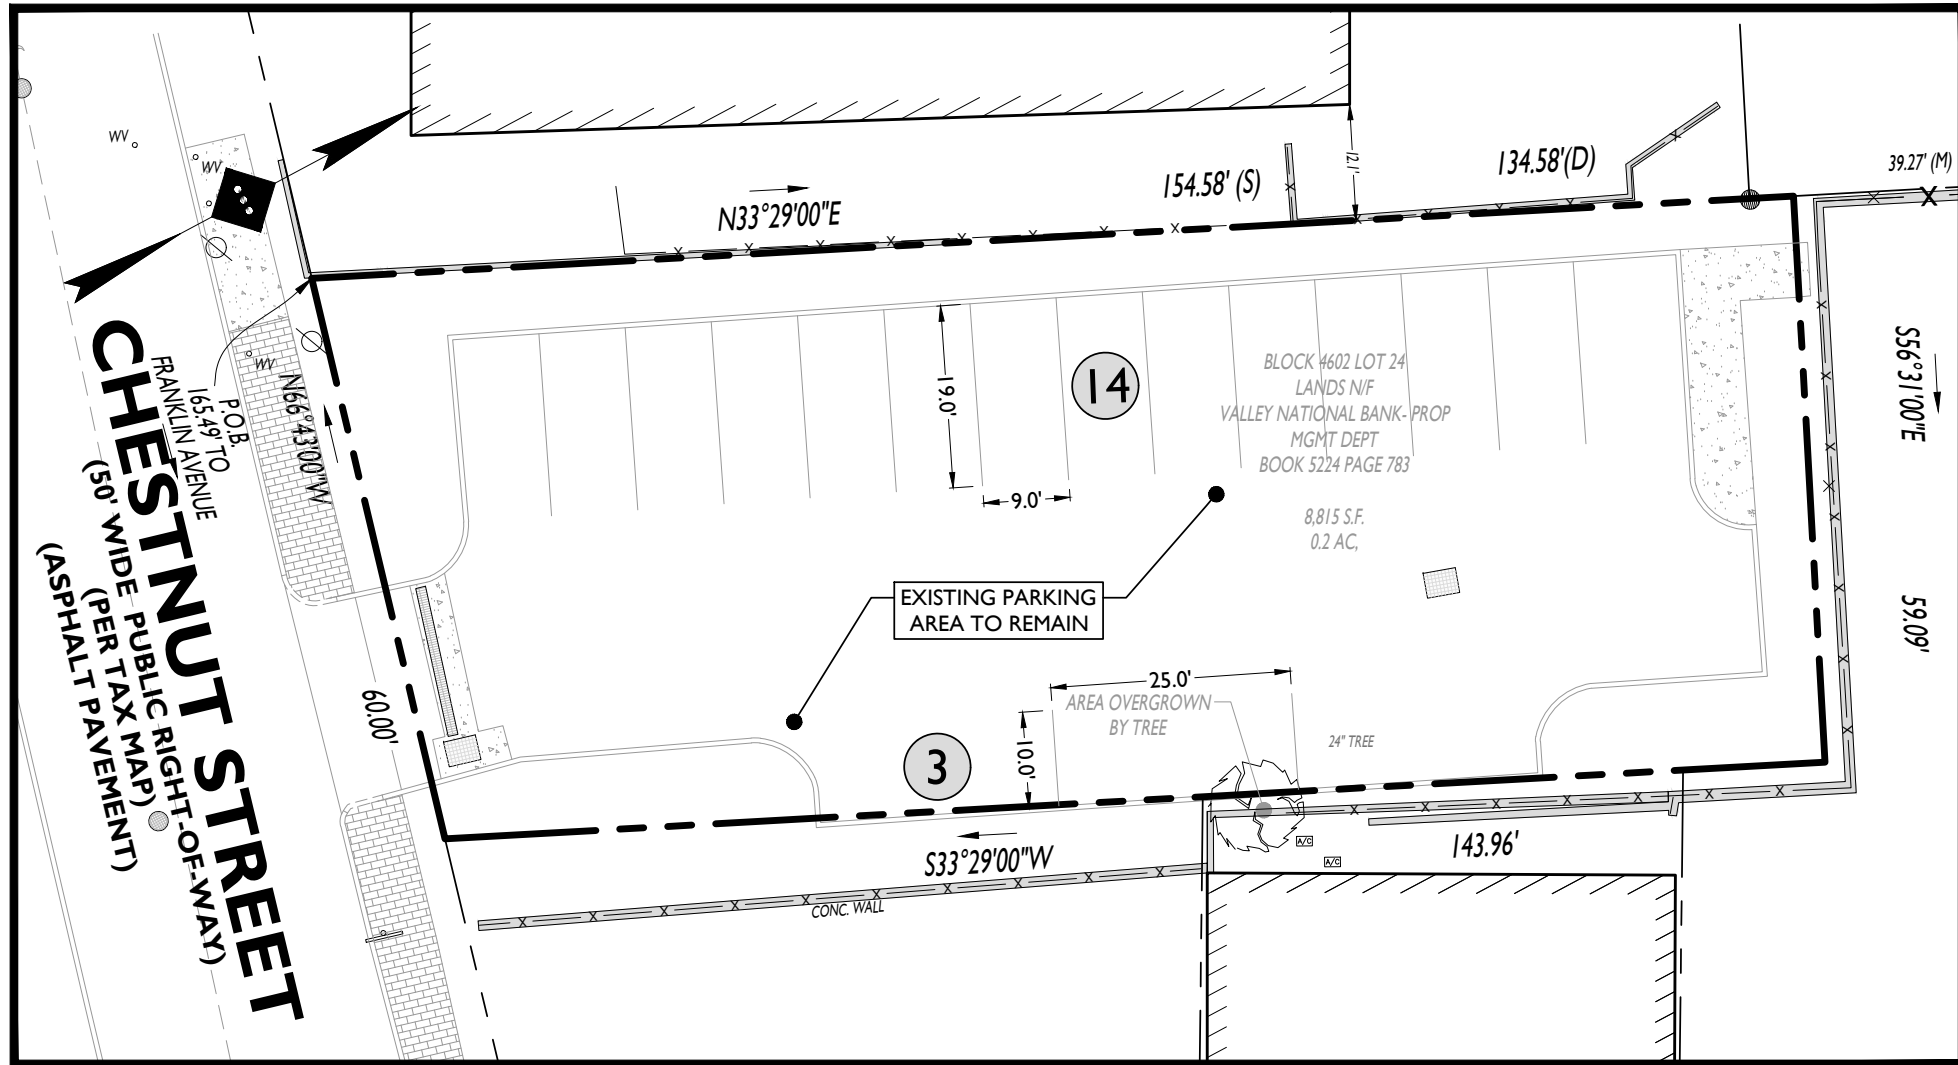 WV
WV
WV
N33°29'00"E
154.58' (S)
12.1'
134.58'(D)
39.27' (M)
S56°31'00"E
59.09'
P.O.B.
165.49' TO
FRANKLIN AVENUE
N66°43'00"W
60.00'
CHESTNUT STREET
(50' WIDE PUBLIC RIGHT-OF-WAY)
(PER TAX MAP)
(ASPHALT PAVEMENT)
19.0'
9.0'
14
BLOCK 4602 LOT 24
LANDS N/F
VALLEY NATIONAL BANK- PROP
MGMT DEPT
BOOK 5224 PAGE 783
8,815 S.F.
0.2 AC,
EXISTING PARKING
AREA TO REMAIN
25.0'
AREA OVERGROWN
BY TREE
10.0'
3
24" TREE
A/C
A/C
S33°29'00"W
143.96'
CONC. WALL